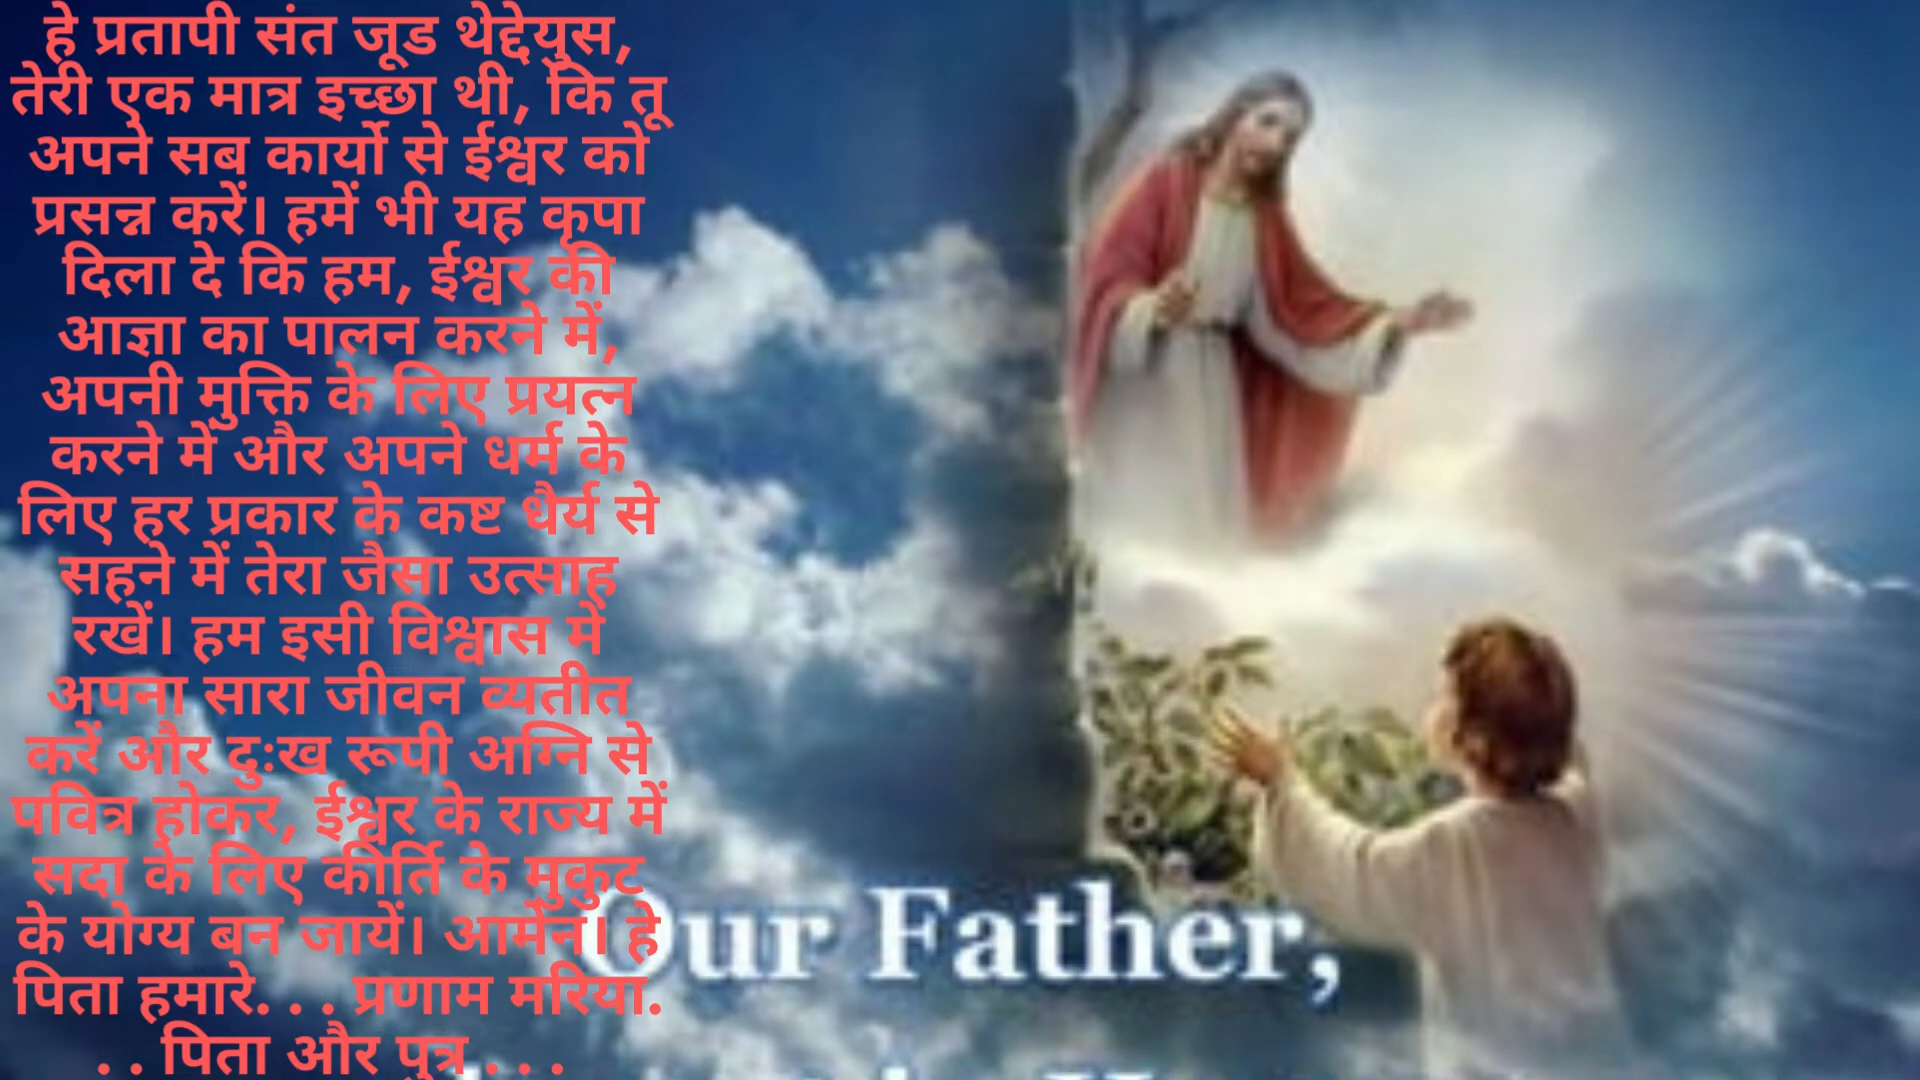 हे प्रतापी संत जूड थेद्देयुस,
तेरी एक मात्र इच्छा थी, कि तू
अपने सब कार्यो से ईश्वर को
प्रसन्न करें। हमें भी यह कृपा
दिला दे कि हम, ईश्वर की
आज्ञा का पालन करने में,
अपनी मुक्ति के लिए प्रयत्न
करने में और अपने धर्म के
लिए हर प्रकार के कष्ट धैर्य से
सहने में तेरा जैसा उत्साह
रखें। हम इसी विश्वास में
अपना सारा जीवन व्यतीत
करें और दुःख रूपी अग्नि से
पवित्र होकर, ईश्वर के राज्य में
सदा के लिए कीर्ति के मुकुट
के योग्य बन जायें। आमेन। हे
पिता हमारे. . . प्रणाम मरिया.
. . पिता और पुत्र . . .
Our Father,